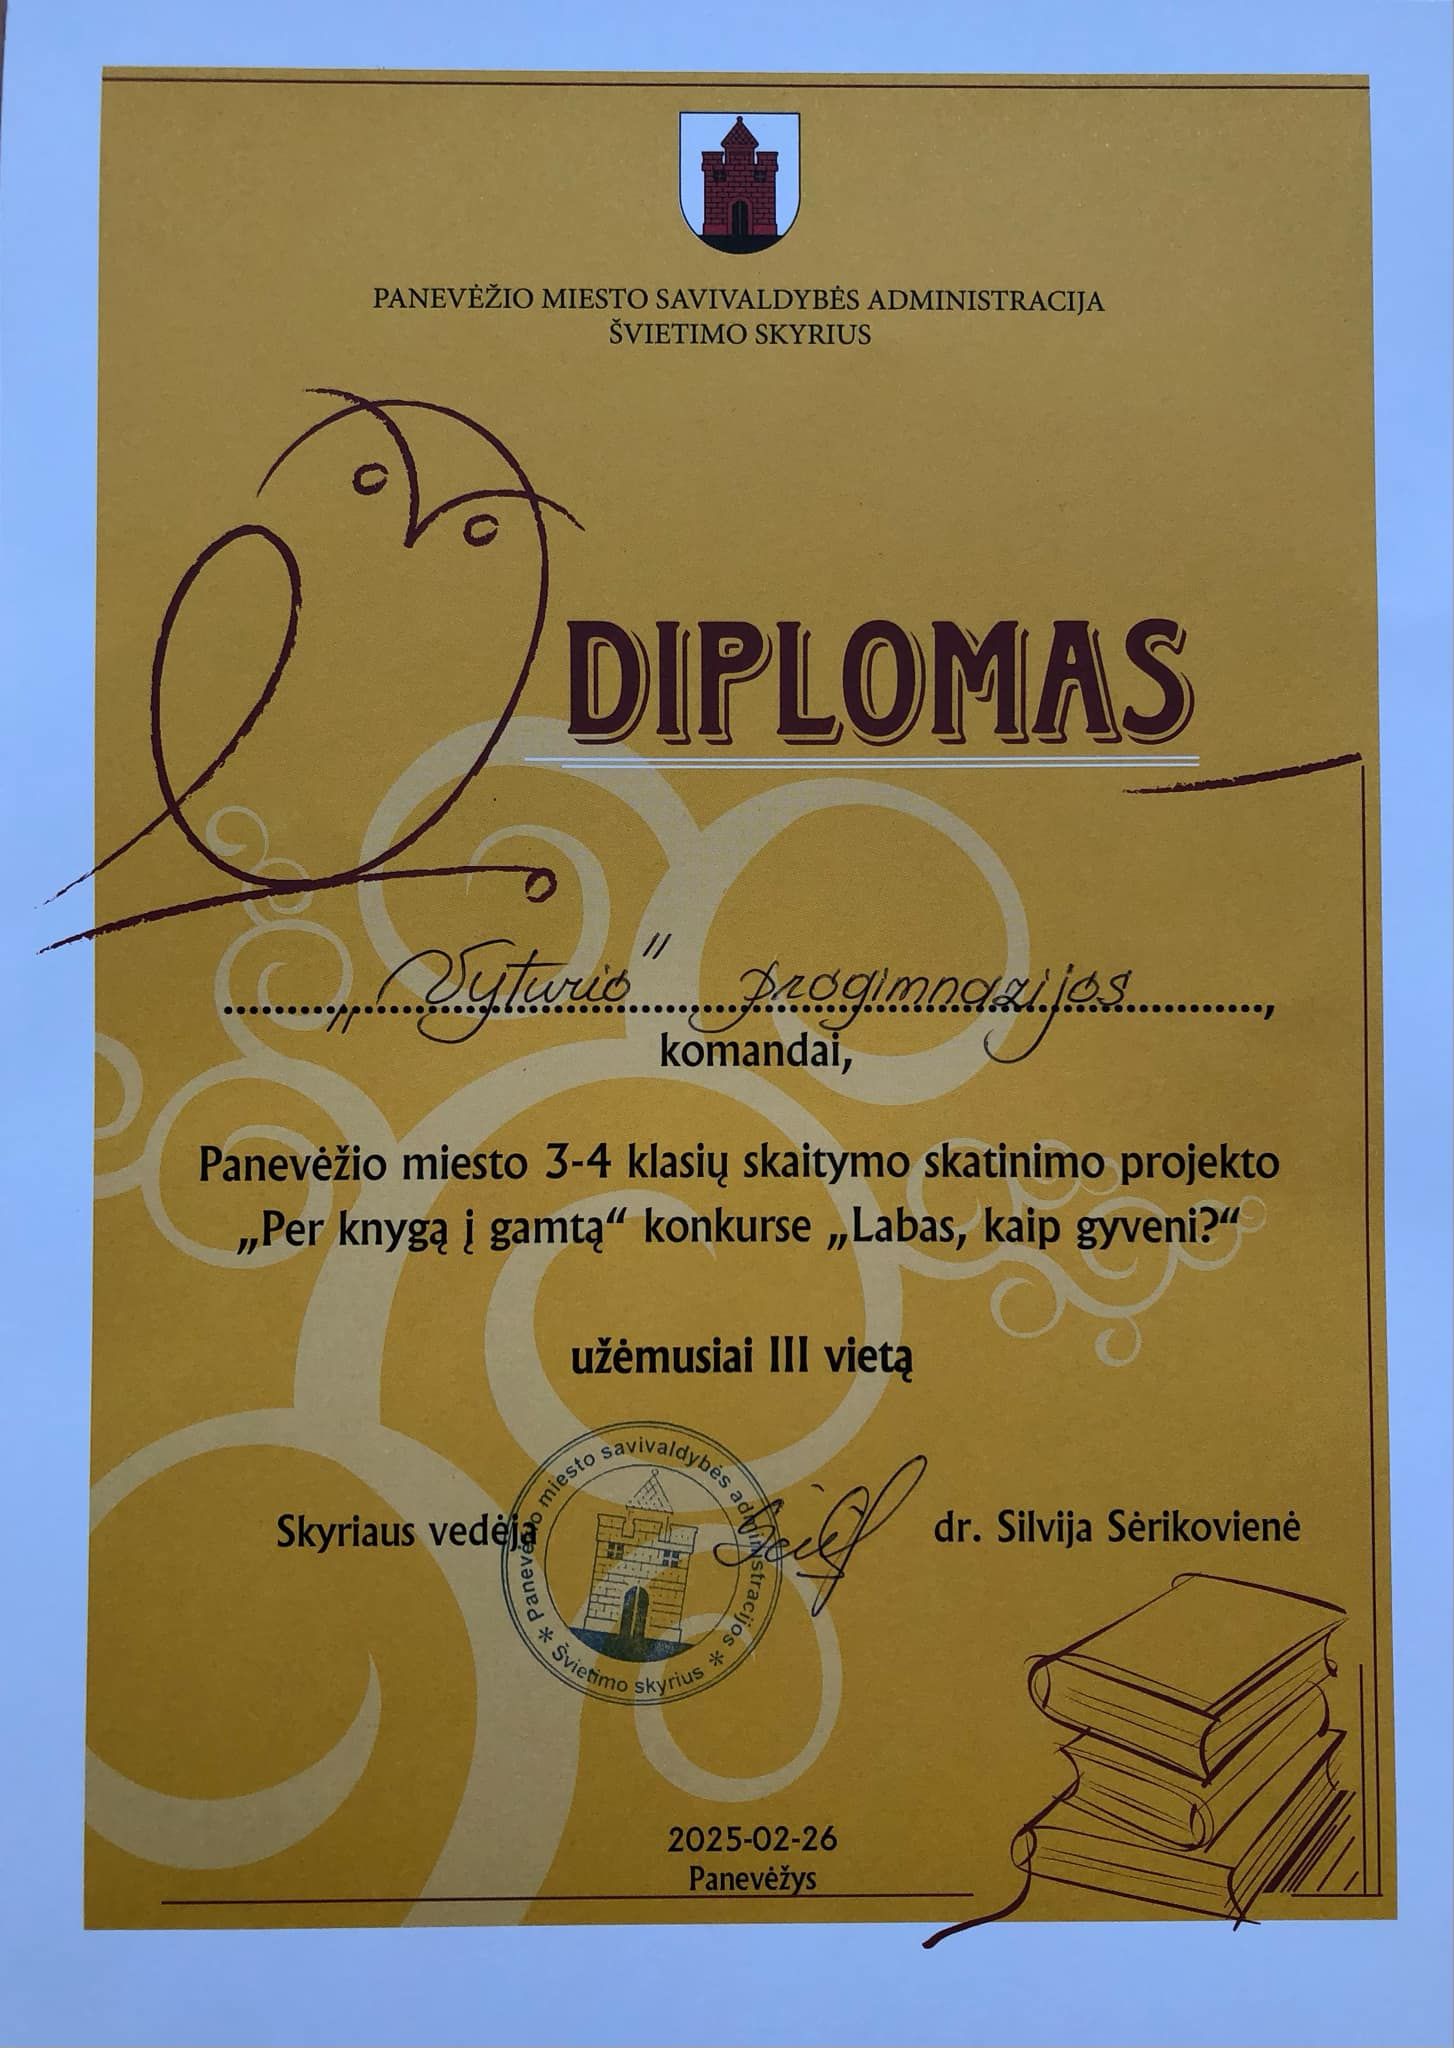 PANEVĖŽIO MIESTO SAVIVALDYBĖS ADMINISTRACIJA
ŠVIETIMO SKYRIUS
DIPLOMAS
„Vyturio" progimnazijos,
komandai,
Panevėžio miesto 3-4 klasių skaitymo skatinimo projekto
„Per knygą į gamtą“ konkurse „Labas, kaip gyveni?“
užėmusiai III vietą
Skyriaus vedėja
dr. Silvija Sėrikovienė
Panevėžio miesto savivaldybės administracijos
* Švietimo skyrius *
2025-02-26
Panevėžys